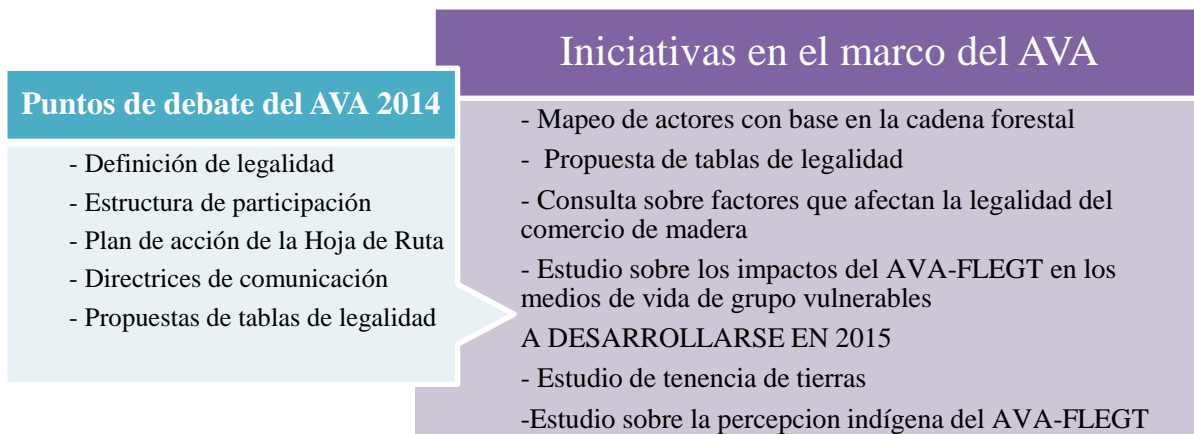 Puntos de debate del AVA 2014
- Definición de legalidad
- Estructura de participación
- Plan de acción de la Hoja de Ruta
- Directrices de comunicación
- Propuestas de tablas de legalidad
Iniciativas en el marco del AVA
- Mapeo de actores con base en la cadena forestal
- Propuesta de tablas de legalidad
- Consulta sobre factores que afectan la legalidad del
comercio de madera
- Estudio sobre los impactos del AVA-FLEGT en los
medios de vida de grupo vulnerables
A DESARROLLARSE EN 2015
- Estudio de tenencia de tierras
-Estudio sobre la percepcion indígena del AVA-FLEGT